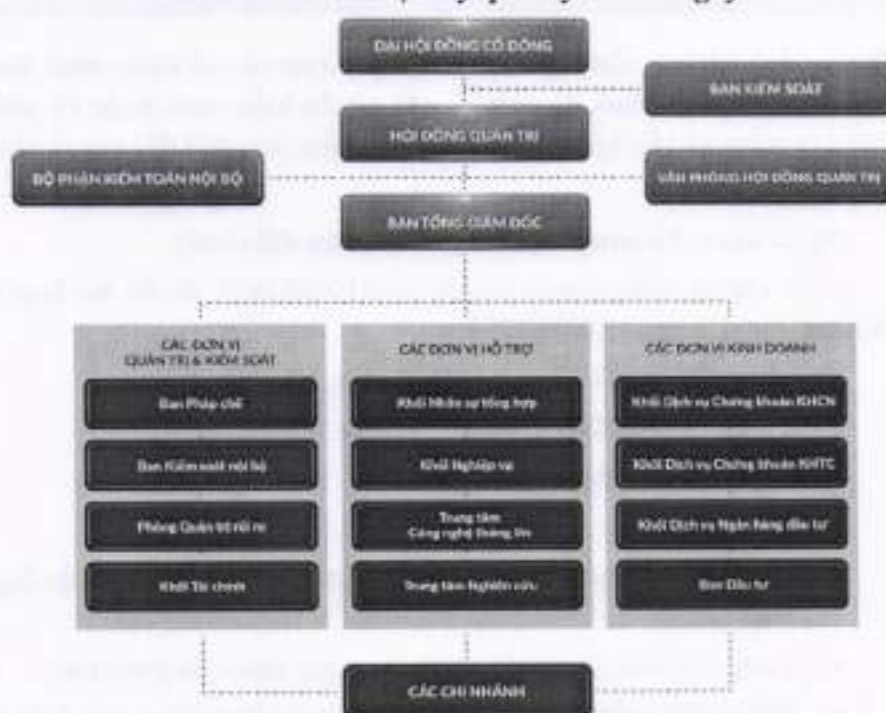 ĐẠI HỘI ĐỒNG CỔ ĐÔNG
BAN KIỂM SOÁT
HỘI ĐỒNG QUẢN TRỊ
BỘ PHẬN KIỂM TOÁN NỘI BỘ
VĂN PHÒNG HỘI ĐỒNG QUẢN TRỊ
BAN TỔNG GIÁM ĐỐC
CÁC ĐƠN VỊ
QUẢN TRỊ & KIỂM SOÁT
Ban Pháp chế
Ban Kiểm soát nội bộ
Phòng Quản trị rủi ro
Khối Tài chính
CÁC ĐƠN VỊ HỖ TRỢ
Khối Nhân sự tổng hợp
Khối Nghiệp vụ
Trung tâm
Công nghệ thông tin
Trung tâm Nghiên cứu
CÁC ĐƠN VỊ KINH DOANH
Khối Dịch vụ Chứng khoán KHCN
Khối Dịch vụ Chứng khoán KHTC
Khối Dịch vụ Ngân hàng đầu tư
Ban Đầu tư
CÁC CHI NHÁNH